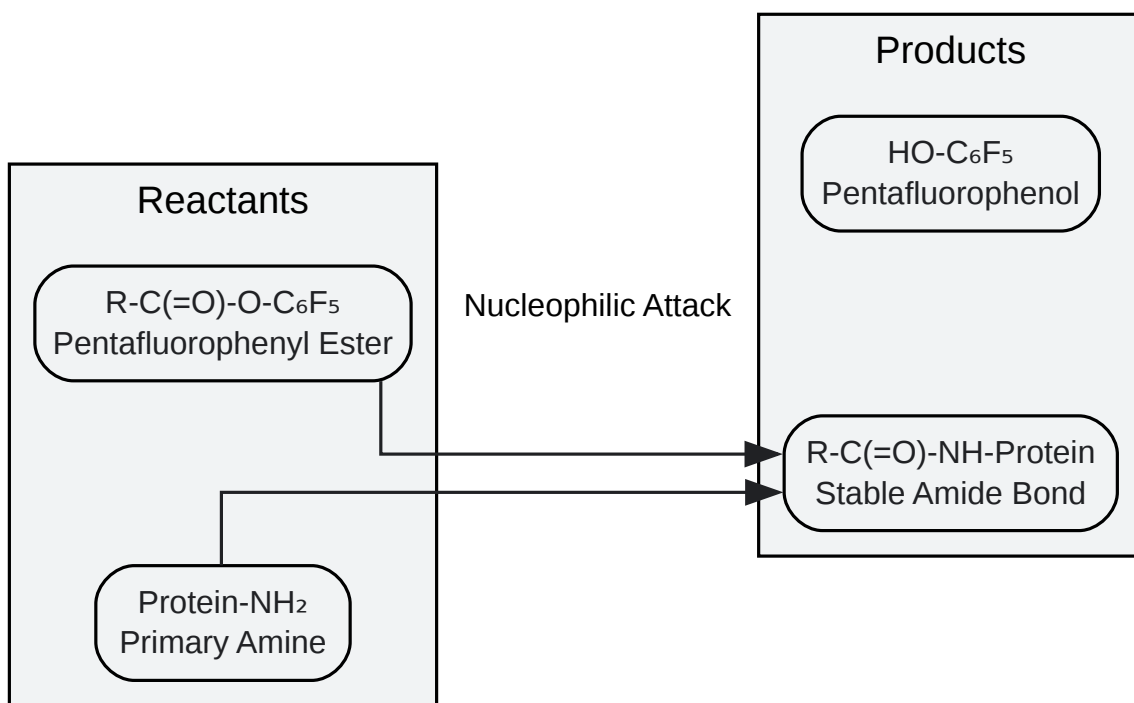 Reactants
R-C(=O)-O-C₆F₅
Pentafluorophenyl Ester
Protein-NH₂
Primary Amine
Nucleophilic Attack
Products
HO-C₆F₅
Pentafluorophenol
R-C(=O)-NH-Protein
Stable Amide Bond